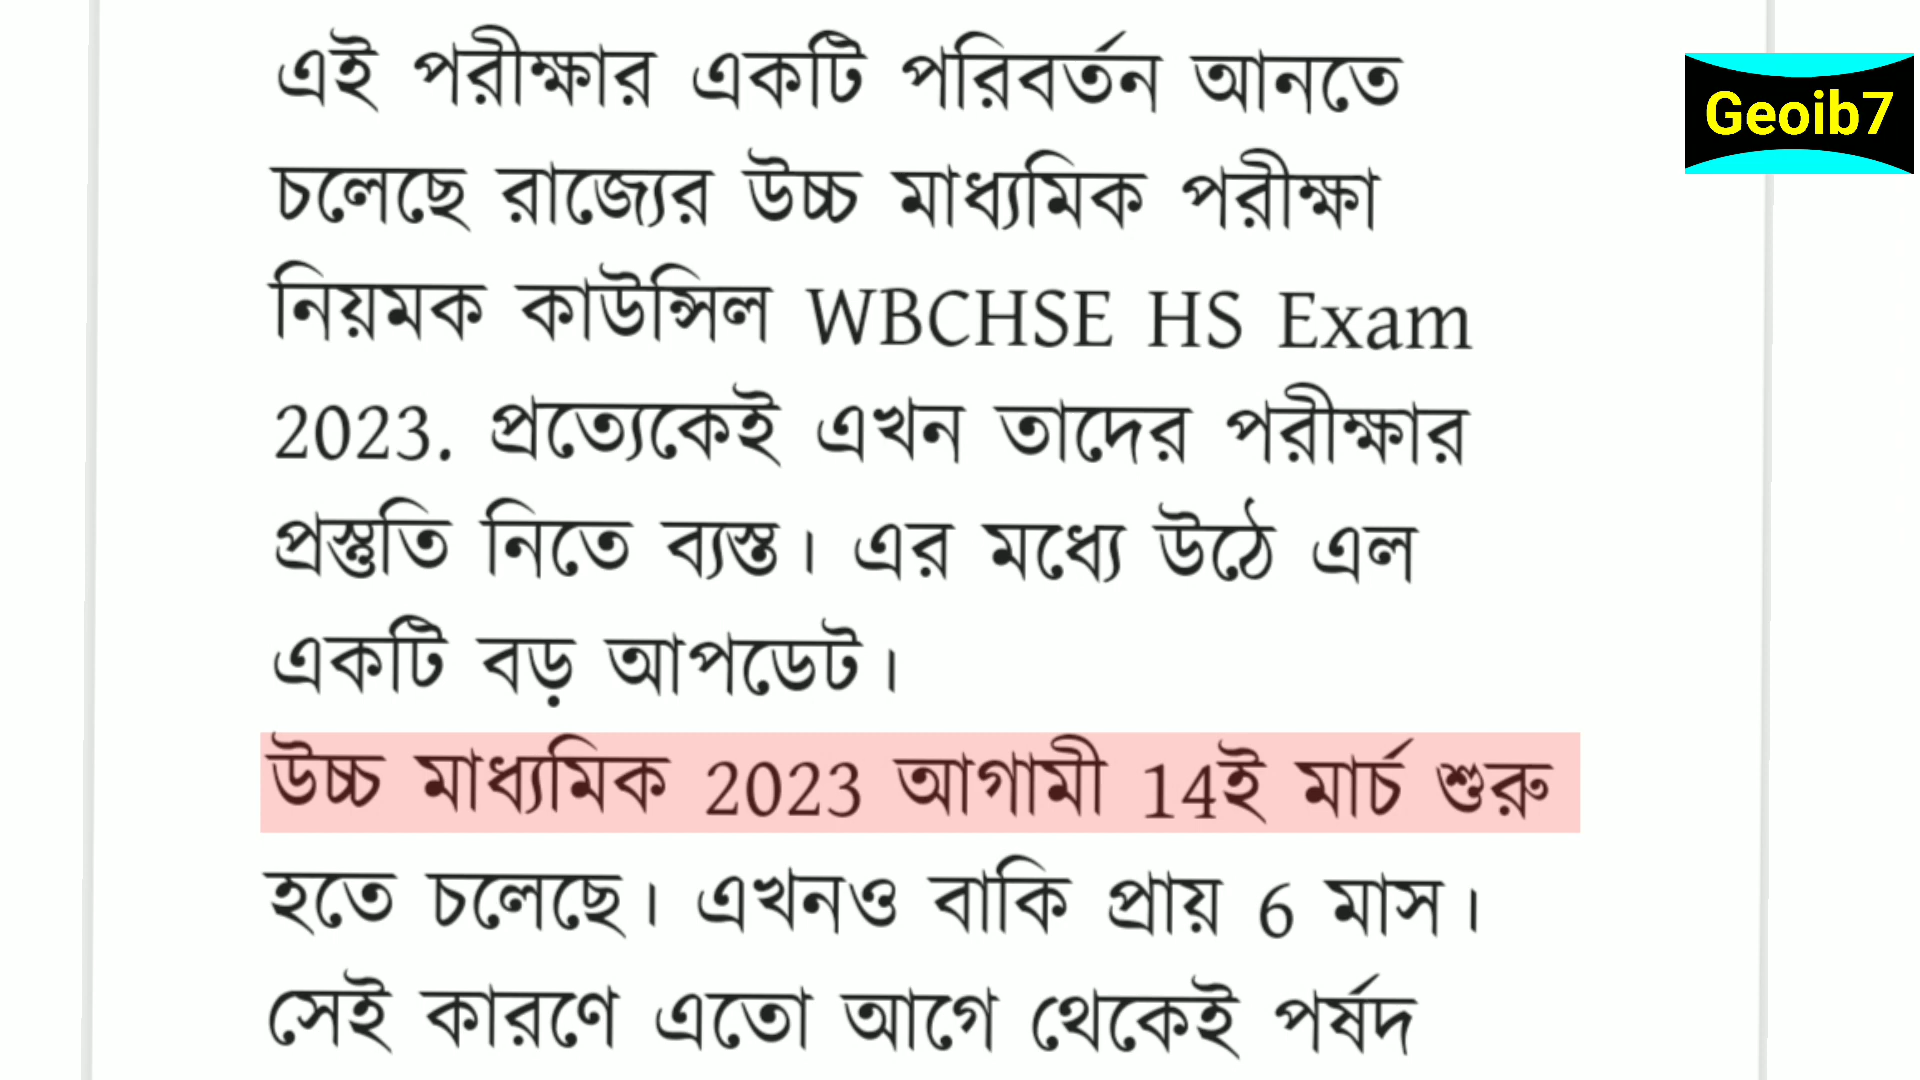 এই পরীক্ষার একটি পরিবর্তন আনতে
চলেছে রাজ্যের উচ্চ মাধ্যমিক পরীক্ষা
নিয়মক কাউন্সিল WBCHSE HS Exam
2023. প্রত্যেকেই এখন তাদের পরীক্ষার
প্রস্তুতি নিতে ব্যস্ত। এর মধ্যে উঠে এল
একটি বড় আপডেট।
উচ্চ মাধ্যমিক 2023 আগামী 14ই মার্চ শুরু
হতে চলেছে। এখনও বাকি প্রায় 6 মাস।
সেই কারণে এতো আগে থেকেই পর্ষদ
Geoib7